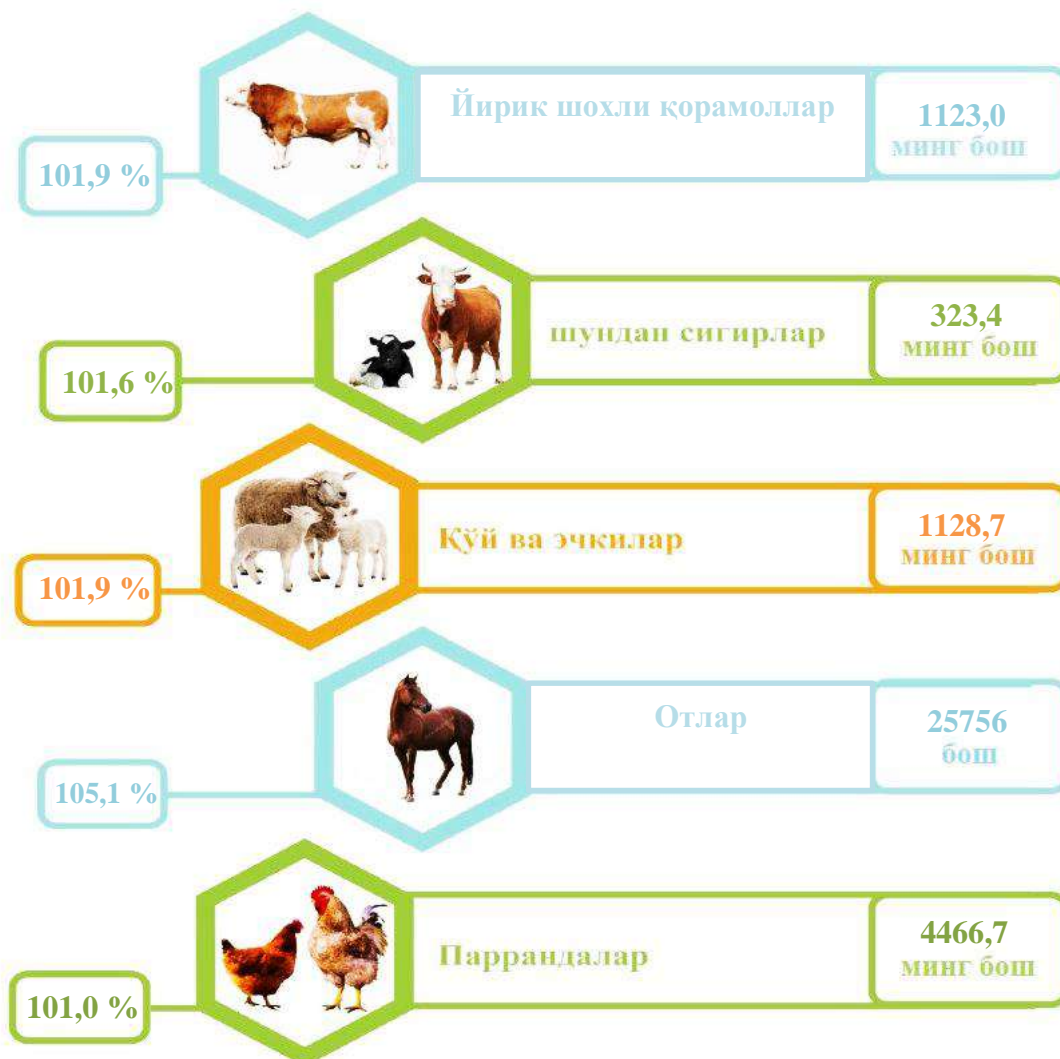 Йирик шохли қорамоллар
1123,0
минг бош
101,9 %
шундан сигирлар
323,4
минг бош
101,6 %
Қўй ва эчкилар
1128,7
минг бош
101,9 %
Отлар
25756
бош
105,1 %
Паррандалар
4466,7
минг бош
101,0 %